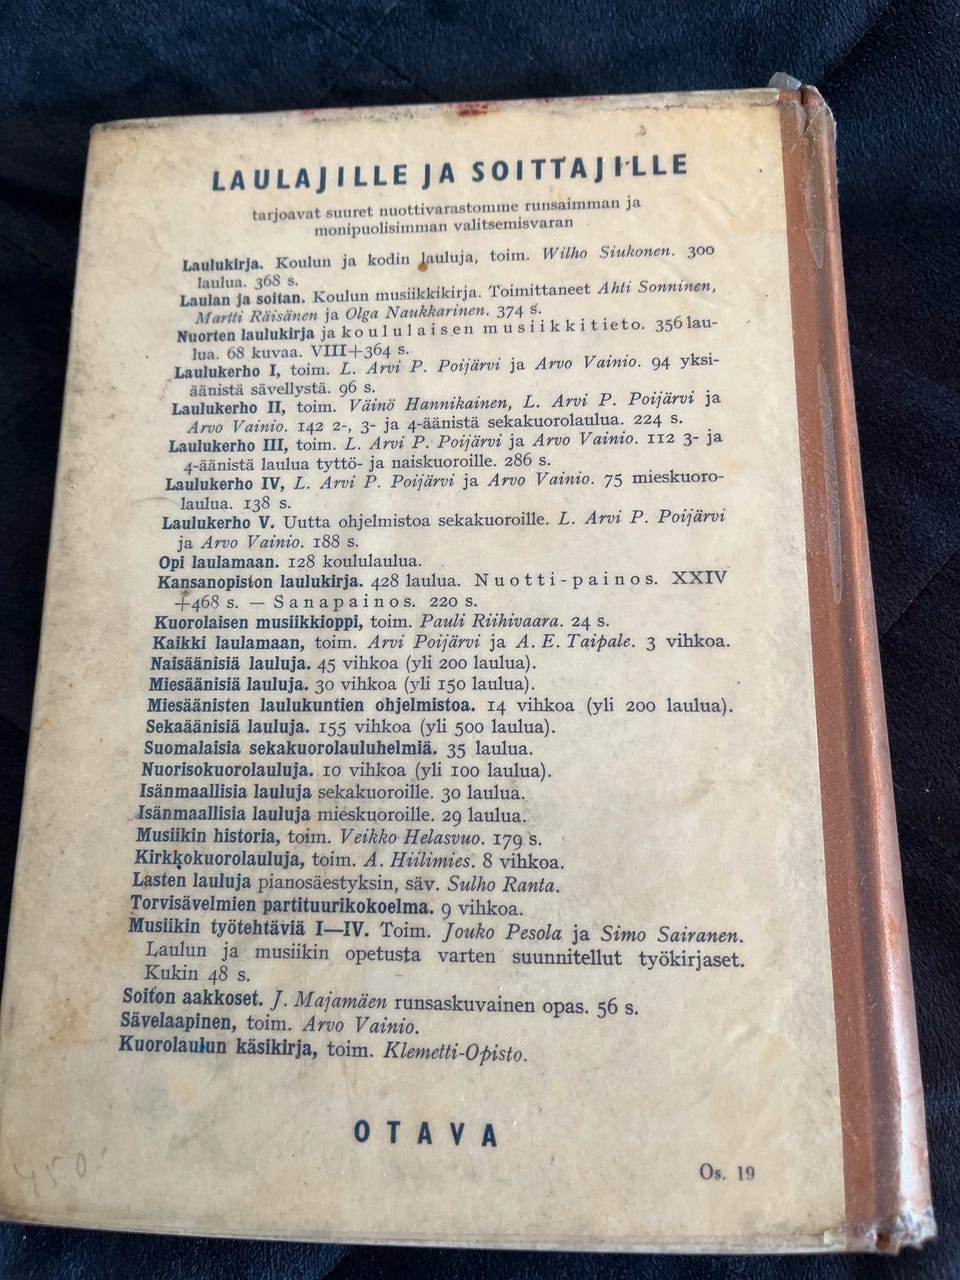 LAULAJILLE JA SOITTAJILLE
tarjoavat suuret nuottivarastomme runsaimman ja
monipuolisimman valitsemisvaran
Laulukirja. Koulun ja kodin lauluja, toim. Wilho Siukonen. 300
laulua. 368 s.
Laulan ja soitan. Koulun musiikkikirja. Toimittaneet Ahti Sonninen,
Martti Räisänen ja Olga Naukkarinen. 374 s.
Nuorten laulukirja ja koululaisen musiikkitieto. 356 lau-
lua. 68 kuvaa. VIII+364 s.
Laulukerho I, toim. L. Arvi P. Poijärvi ja Arvo Vainio. 94 yksi-
äänistä sävellystä. 96 s.
Laulukerho II, toim. Väinö Hannikainen, L. Arvi P. Poijärvi ja
Arvo Vainio. 142 2-, 3- ja 4-äänistä sekakuorolaulua. 224 s.
Laulukerho III, toim. L. Arvi P. Poijärvi ja Arvo Vainio. 112 3- ja
4-äänistä laulua tyttö- ja naiskuoroille. 286 s.
Laulukerho IV, L. Arvi P. Poijärvi ja Arvo Vainio. 75 mieskuoro-
laulua. 138 s.
Laulukerho V. Uutta ohjelmistoa sekakuoroille. L. Arvi P. Poijärvi
ja Arvo Vainio. 188 s.
Opi laulamaan. 128 koululaulua.
Kansanopiston laulukirja. 428 laulua. Nuotti-painos. XXIV
+468 s. — Sanapainos. 220 s.
Kuorolaisen musiikkioppi, toim. Pauli Riihivaara. 24 s.
Kaikki laulamaan, toim. Arvi Poijärvi ja A. E. Taipale. 3 vihkoa.
Naisäänisiä lauluja. 45 vihkoa (yli 200 laulua).
Miesäänisiä lauluja. 30 vihkoa (yli 150 laulua).
Miesäänisten laulukuntien ohjelmistoa. 14 vihkoa (yli 200 laulua).
Sekaäänisiä lauluja. 155 vihkoa (yli 500 laulua).
Suomalaisia sekakuorolauluhelmiä. 35 laulua.
Nuorisokuorolauluja. 10 vihkoa (yli 100 laulua).
Isänmaallisia lauluja sekakuoroille. 30 laulua.
Isänmaallisia lauluja mieskuoroille. 29 laulua.
Musiikin historia, toim. Veikko Helasvuo. 179 s.
Kirkkokuorolauluja, toim. A. Hiilimies. 8 vihkoa.
Lasten lauluja pianosäestyksin, säv. Sulho Ranta.
Torvisävelmien partituurikokoelma. 9 vihkoa.
Musiikin työtehtäviä I—IV. Toim. Jouko Pesola ja Simo Sairanen.
Laulun ja musiikin opetusta varten suunnitellut työkirjaset.
Kukin 48 s.
Soiton aakkoset. J. Majamäen runsaskuvainen opas. 56 s.
Sävelaapinen, toim. Arvo Vainio.
Kuorolaulun käsikirja, toim. Klemetti-Opisto.
OTAVA
Os. 19
450